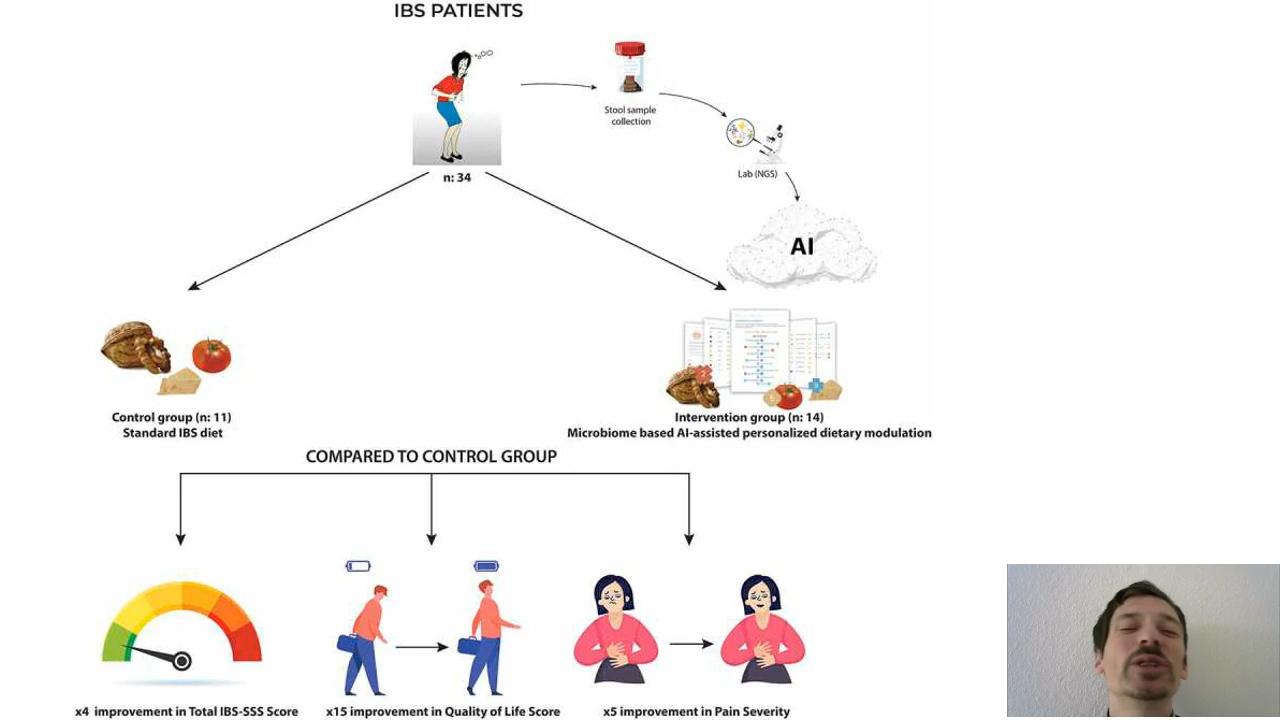 IBS PATIENTS
Stool sample
collection
Lab (NGS)
n: 34
AI
Control group (n: 11)
Standard IBS diet
Intervention group (n: 14)
Microbiome based AI-assisted personalized dietary modulation
COMPARED TO CONTROL GROUP
x4 improvement in Total IBS-SSS Score
x15 improvement in Quality of Life Score
x5 improvement in Pain Severity